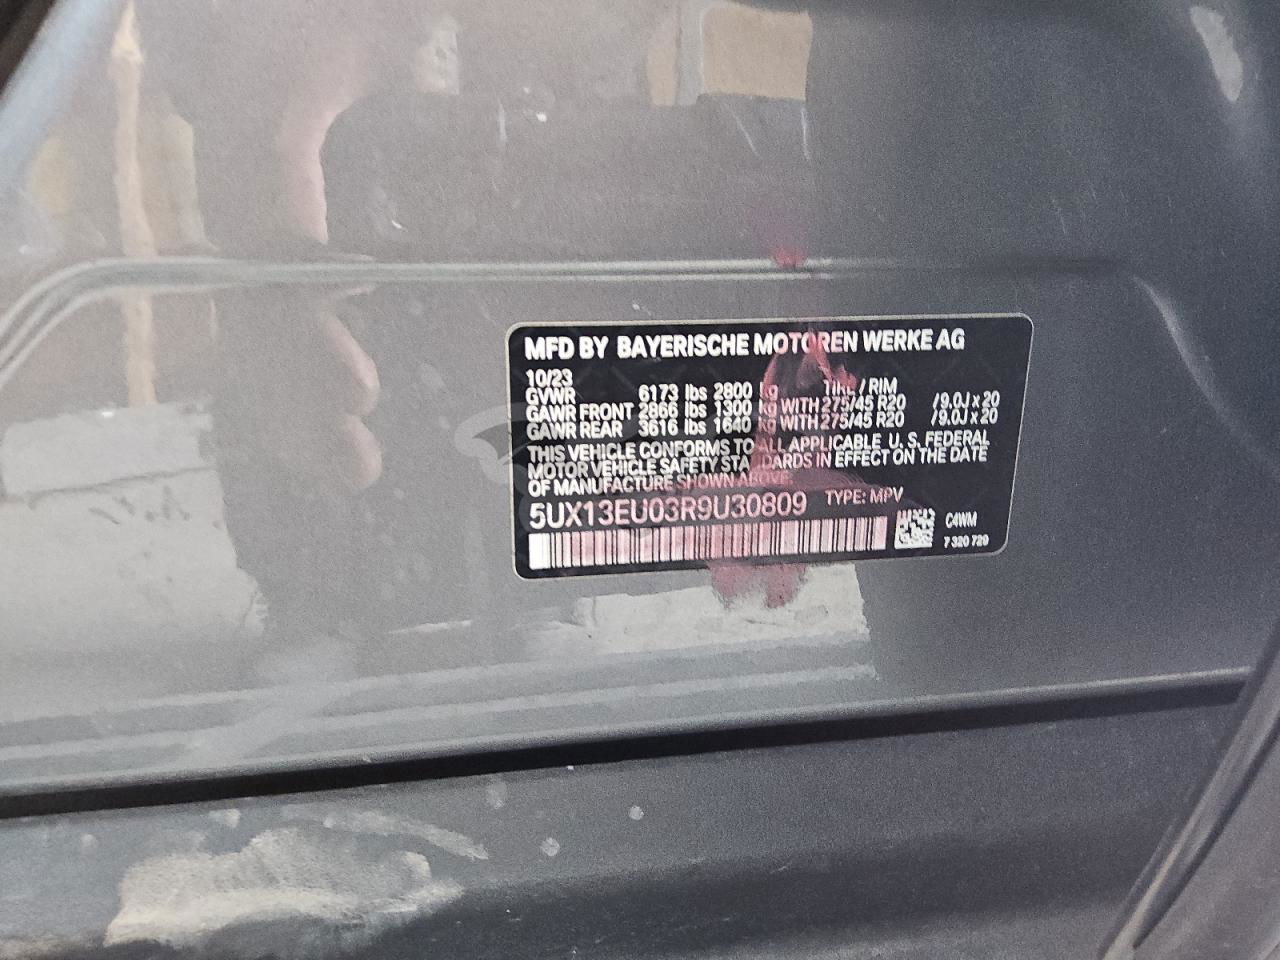 MFD BY BAYERISCHE MOTOREN WERKE AG
10/23
GVWR 6173 lbs 2800 kg TIRE / RIM
GAWR FRONT 2866 lbs 1300 kg WITH 275/45 R20 /9.0J x 20
GAWR REAR 3616 lbs 1640 kg WITH 275/45 R20 /9.0J x 20
THIS VEHICLE CONFORMS TO ALL APPLICABLE U.S. FEDERAL
MOTOR VEHICLE SAFETY STANDARDS IN EFFECT ON THE DATE
OF MANUFACTURE SHOWN ABOVE.
5UX13EU03R9U30809 TYPE: MPV
C4WM
7 320 729